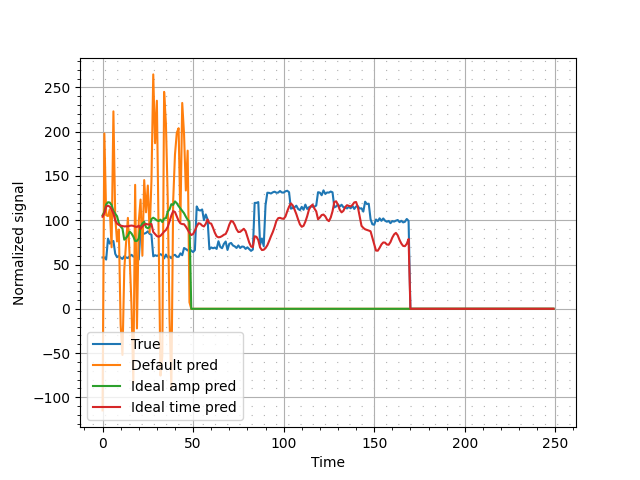 Normalized signal
250
200
150
100
50
0
−50
−100
True
Default pred
Ideal amp pred
Ideal time pred
0 50 100 150 200 250
Time